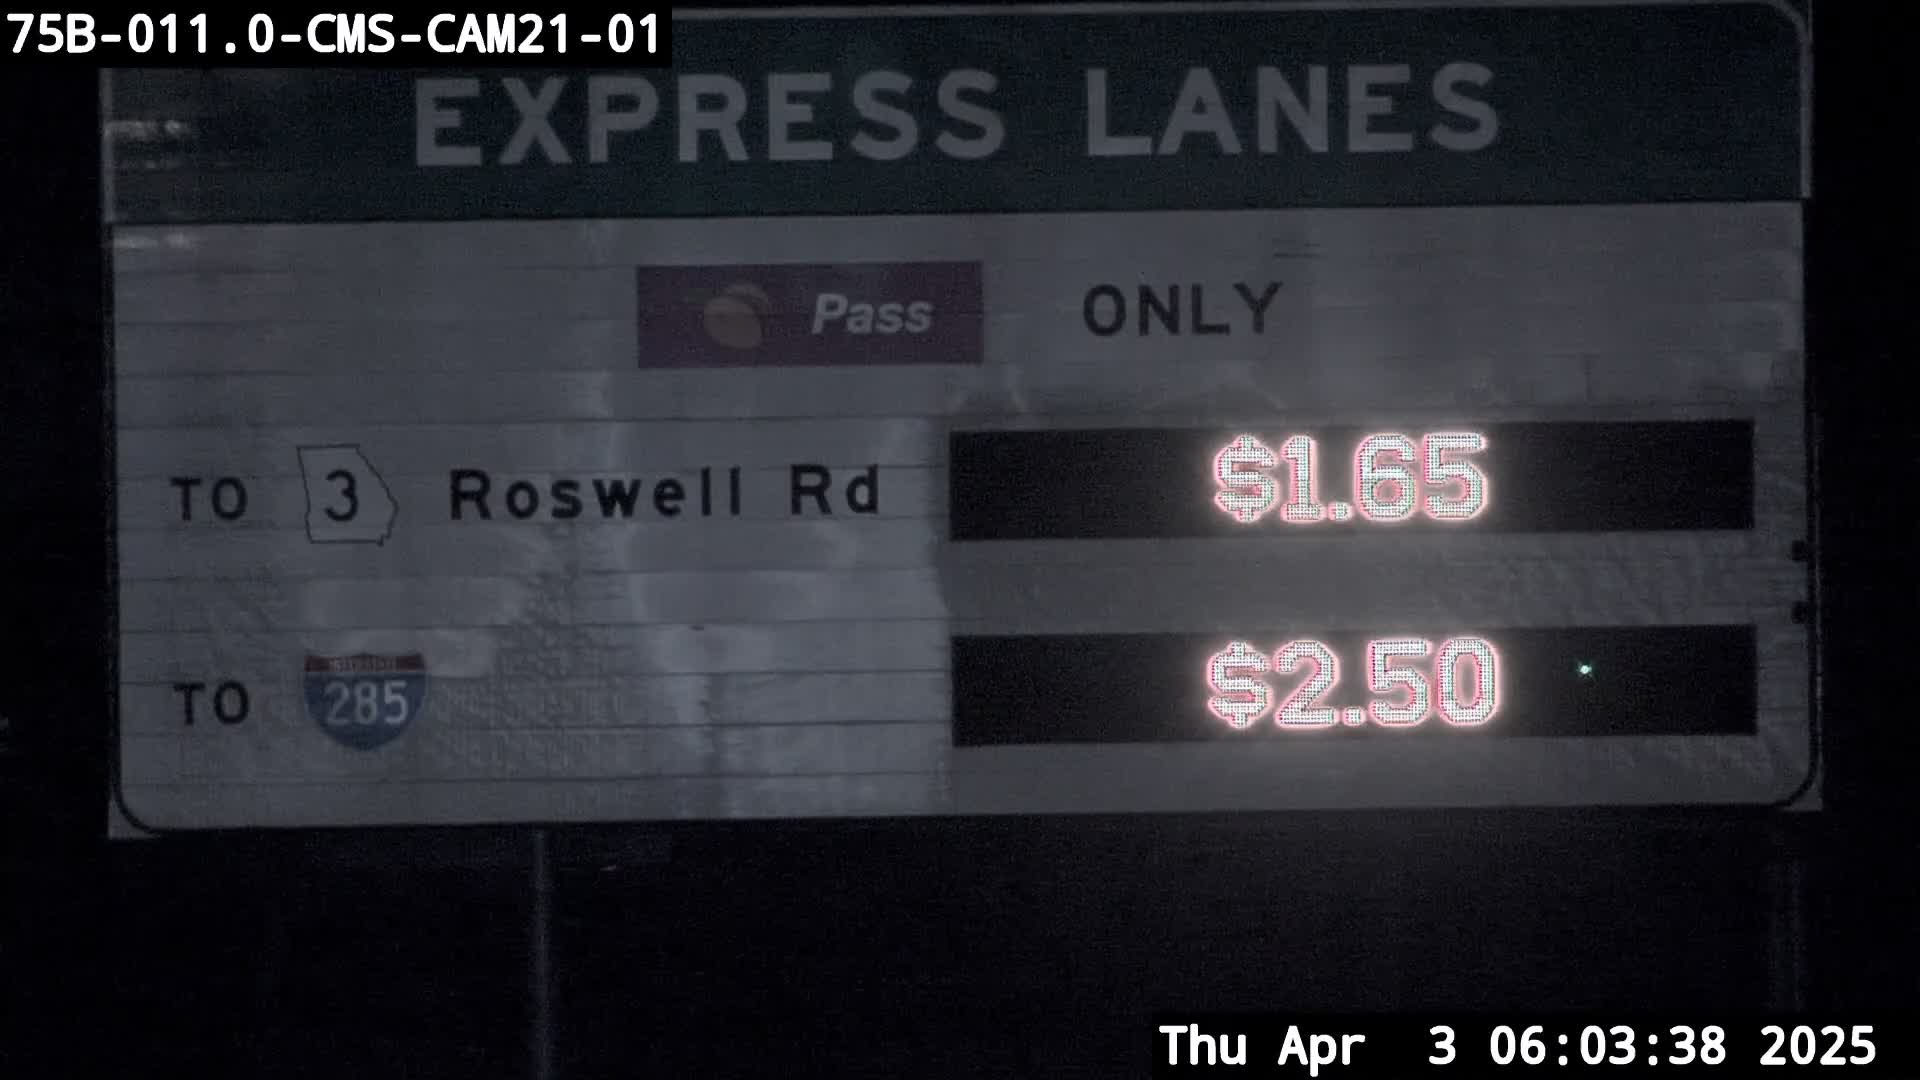 75B-011.0-CMS-CAM21-01
EXPRESS LANES
Pass ONLY
TO 3 Roswell Rd $1.65
TO 285 $2.50
Thu Apr 3 06:03:38 2025